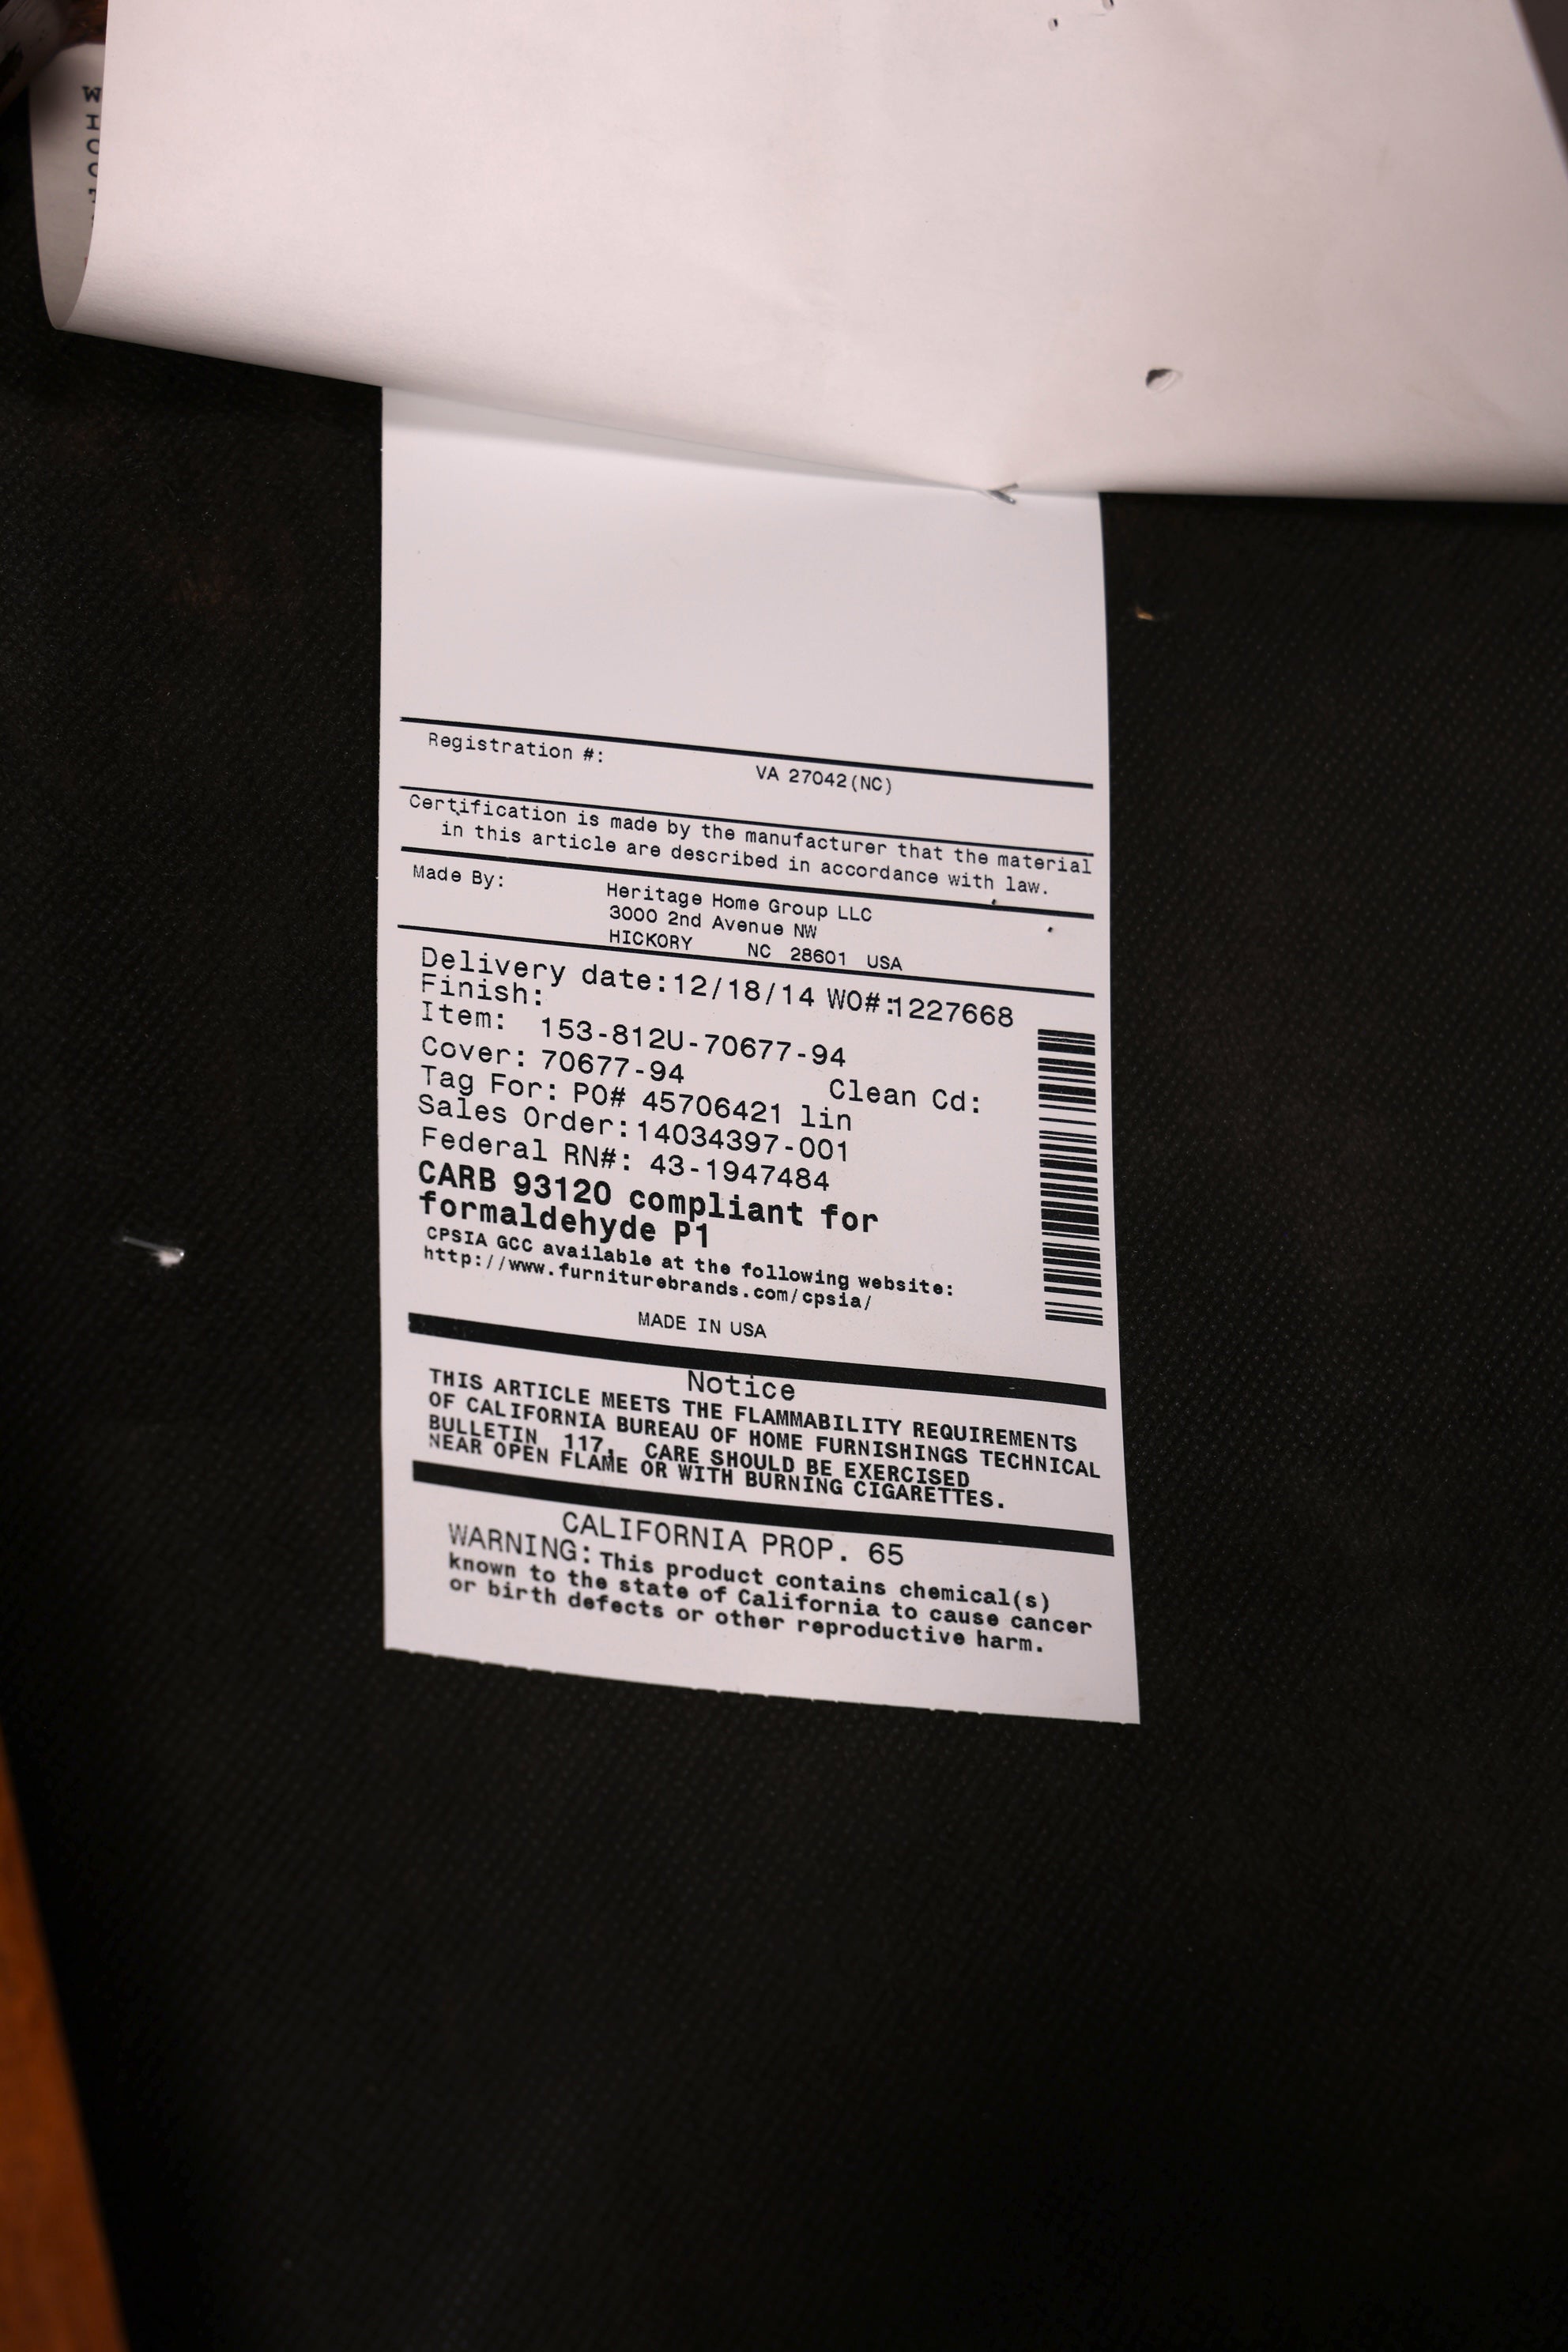 W
I
C
C
Registration #:
VA 27042(NC)
Certification is made by the manufacturer that the material
in this article are described in accordance with law.
Made By:
Heritage Home Group LLC
3000 2nd Avenue NW
HICKORY NC 28601 USA
Delivery date:12/18/14 WO#:1227668
Finish:
Item: 153-812U-70677-94
Cover: 70677-94 Clean Cd:
Tag For: PO# 45706421 lin
Sales Order:14034397-001
Federal RN#: 43-1947484
CARB 93120 compliant for
formaldehyde P1
CPSIA GCC available at the following website:
http://www.furniturebrands.com/cpsia/
MADE IN USA
Notice
THIS ARTICLE MEETS THE FLAMMABILITY REQUIREMENTS
OF CALIFORNIA BUREAU OF HOME FURNISHINGS TECHNICAL
BULLETIN 117, CARE SHOULD BE EXERCISED
NEAR OPEN FLAME OR WITH BURNING CIGARETTES.
CALIFORNIA PROP. 65
WARNING: This product contains chemical(s)
known to the state of California to cause cancer
or birth defects or other reproductive harm.